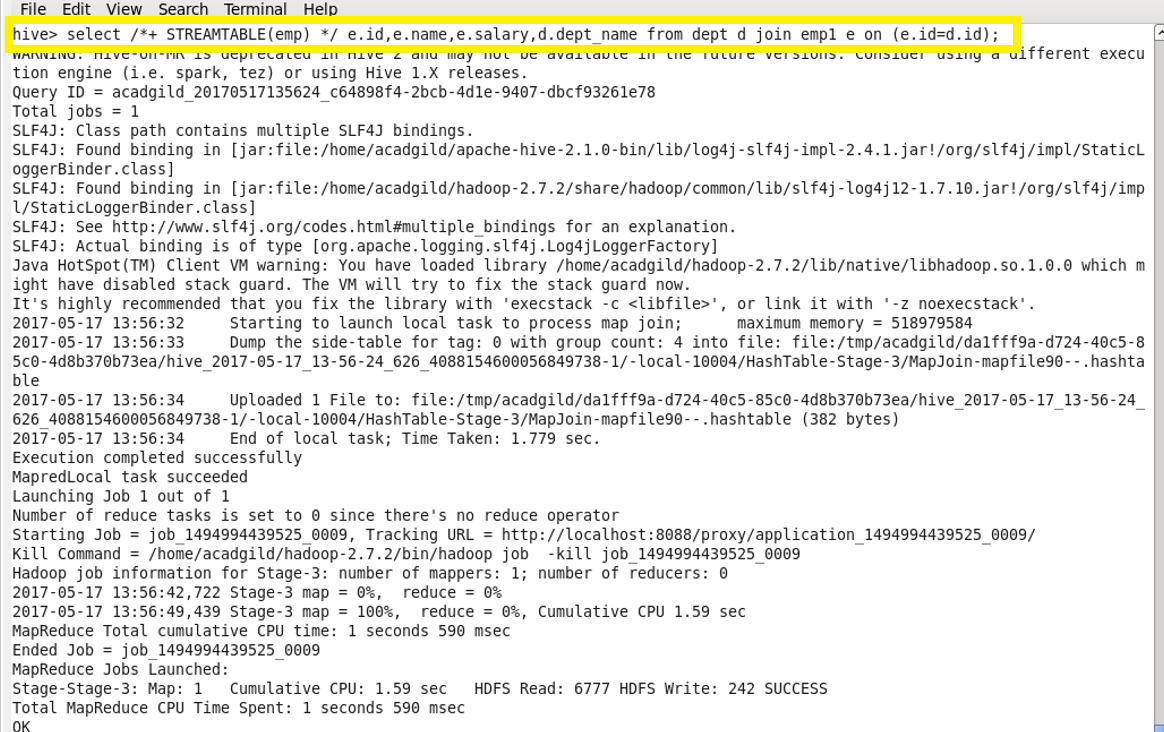 File Edit View Search Terminal Help
hive> select /*+ STREAMTABLE(emp) */ e.id,e.name,e.salary,d.dept_name from dept d join emp1 e on (e.id=d.id);
WARNING: Hive-on-MR is deprecated in Hive 2 and may not be available in the future versions. Consider using a different execu
tion engine (i.e. spark, tez) or using Hive 1.X releases.
Query ID = acadgild_20170517135624_c64898f4-2bcb-4d1e-9407-dbcf93261e78
Total jobs = 1
SLF4J: Class path contains multiple SLF4J bindings.
SLF4J: Found binding in [jar:file:/home/acadgild/apache-hive-2.1.0-bin/lib/log4j-slf4j-impl-2.4.1.jar!/org/slf4j/impl/StaticL
oggerBinder.class]
SLF4J: Found binding in [jar:file:/home/acadgild/hadoop-2.7.2/share/hadoop/common/lib/slf4j-log4j12-1.7.10.jar!/org/slf4j/imp
l/StaticLoggerBinder.class]
SLF4J: See http://www.slf4j.org/codes.html#multiple_bindings for an explanation.
SLF4J: Actual binding is of type [org.apache.logging.slf4j.Log4jLoggerFactory]
Java HotSpot(TM) Client VM warning: You have loaded library /home/acadgild/hadoop-2.7.2/lib/native/libhadoop.so.1.0.0 which m
ight have disabled stack guard. The VM will try to fix the stack guard now.
It's highly recommended that you fix the library with 'execstack -c <libfile>', or link it with '-z noexecstack'.
2017-05-17 13:56:32     Starting to launch local task to process map join;      maximum memory = 518979584
2017-05-17 13:56:33     Dump the side-table for tag: 0 with group count: 4 into file: file:/tmp/acadgild/da1fff9a-d724-40c5-8
5c0-4d8b370b73ea/hive_2017-05-17_13-56-24_626_4088154600056849738-1/-local-10004/HashTable-Stage-3/MapJoin-mapfile90--.hashta
ble
2017-05-17 13:56:34     Uploaded 1 File to: file:/tmp/acadgild/da1fff9a-d724-40c5-85c0-4d8b370b73ea/hive_2017-05-17_13-56-24_
626_4088154600056849738-1/-local-10004/HashTable-Stage-3/MapJoin-mapfile90--.hashtable (382 bytes)
2017-05-17 13:56:34     End of local task; Time Taken: 1.779 sec.
Execution completed successfully
MapredLocal task succeeded
Launching Job 1 out of 1
Number of reduce tasks is set to 0 since there's no reduce operator
Starting Job = job_1494994439525_0009, Tracking URL = http://localhost:8088/proxy/application_1494994439525_0009/
Kill Command = /home/acadgild/hadoop-2.7.2/bin/hadoop job  -kill job_1494994439525_0009
Hadoop job information for Stage-3: number of mappers: 1; number of reducers: 0
2017-05-17 13:56:42,722 Stage-3 map = 0%,  reduce = 0%
2017-05-17 13:56:49,439 Stage-3 map = 100%,  reduce = 0%, Cumulative CPU 1.59 sec
MapReduce Total cumulative CPU time: 1 seconds 590 msec
Ended Job = job_1494994439525_0009
MapReduce Jobs Launched:
Stage-Stage-3: Map: 1   Cumulative CPU: 1.59 sec   HDFS Read: 6777 HDFS Write: 242 SUCCESS
Total MapReduce CPU Time Spent: 1 seconds 590 msec
OK